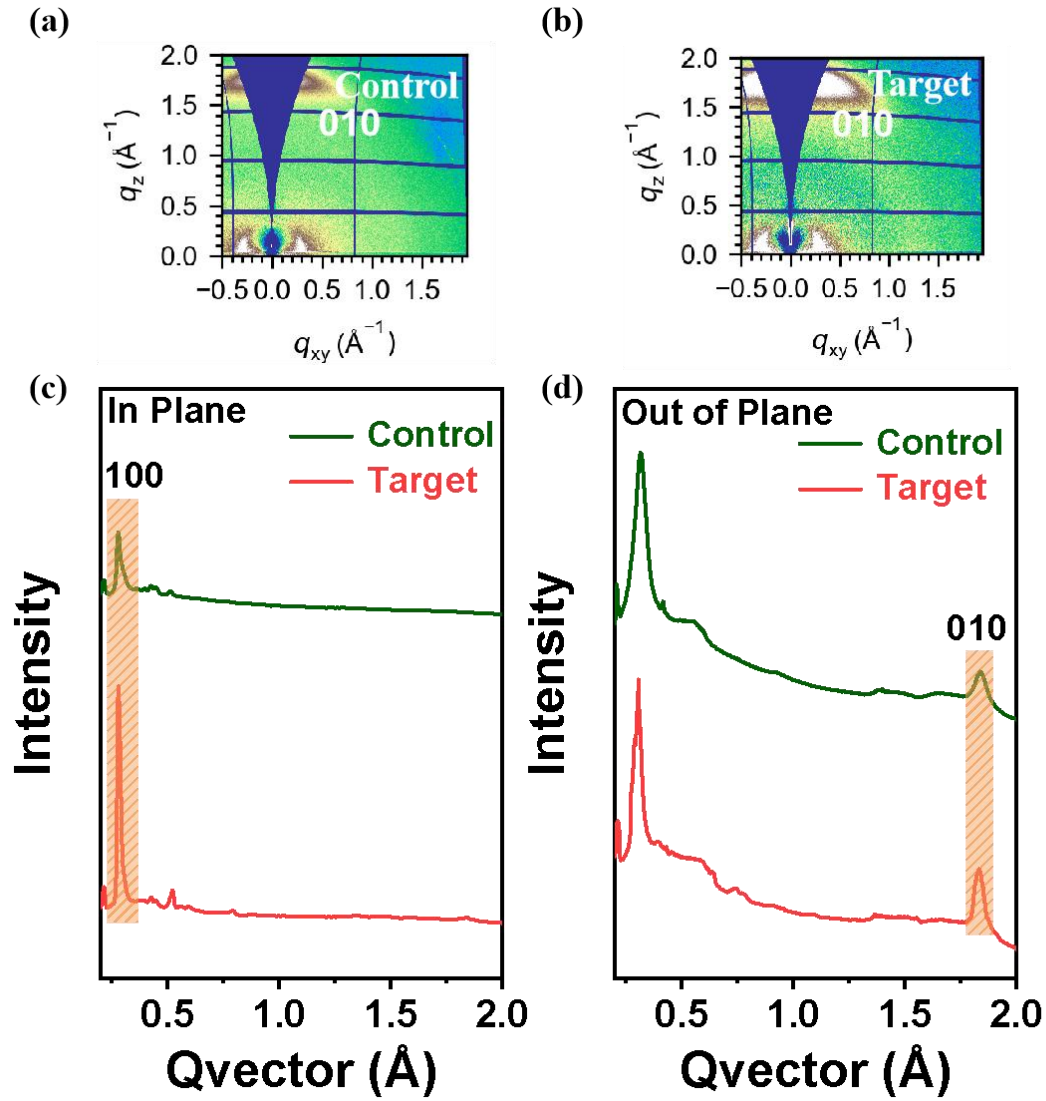 (a)
Control
010
2.0
1.5
1.0
0.5
0.0
qz (Å−1)
−0.5 0.0 0.5 1.0 1.5
qxy (Å−1)
(b)
Target
010
2.0
1.5
1.0
0.5
0.0
qz (Å−1)
−0.5 0.0 0.5 1.0 1.5
qxy (Å−1)
(c)
In Plane
Control
Target
100
Intensity
0.5 1.0 1.5 2.0
Qvector (Å)
(d)
Out of Plane
Control
Target
010
Intensity
0.5 1.0 1.5 2.0
Qvector (Å)